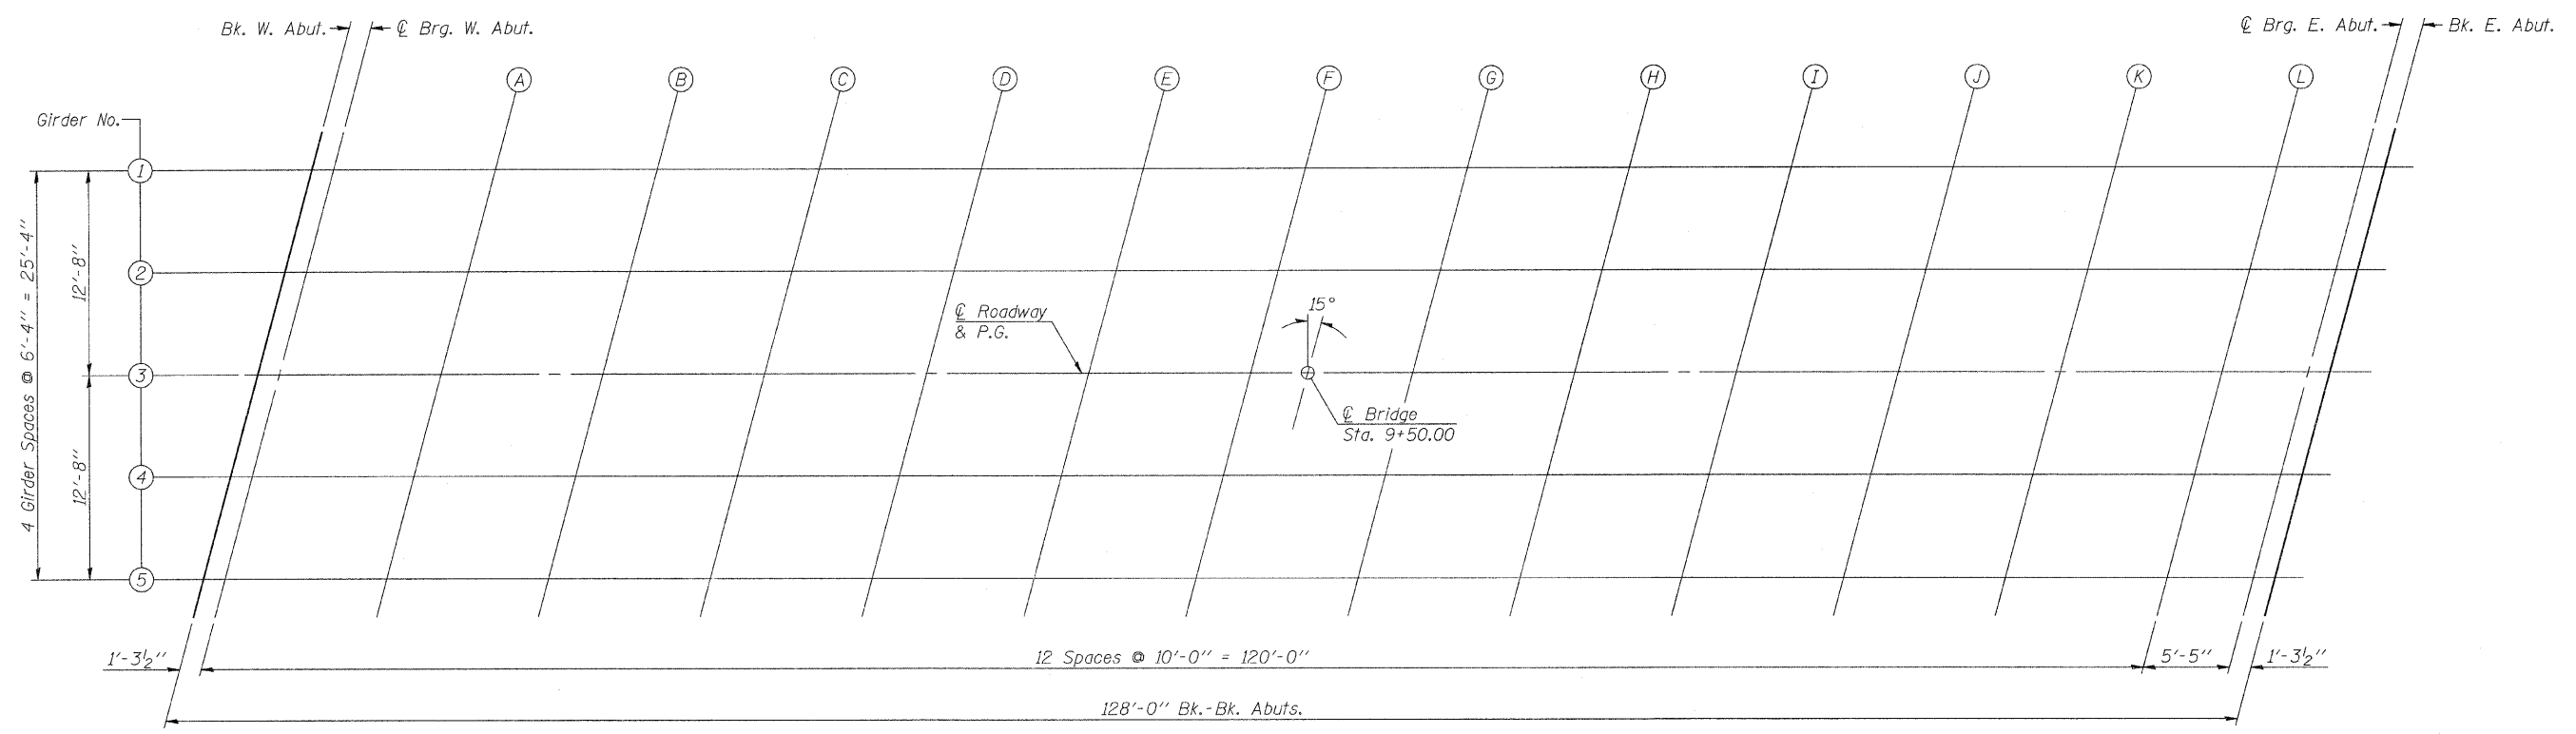 Bk. W. Abut.
℄ Brg. W. Abut.
℄ Brg. E. Abut.
Bk. E. Abut.
A
B
C
D
E
F
G
H
I
J
K
L
Girder No.
1
2
3
4
5
4 Girder Spaces @ 6'-4" = 25'-4"
12'-8"
12'-8"
℄ Roadway
& P.G.
15°
℄ Bridge
Sta. 9+50.00
1'-3½"
12 Spaces @ 10'-0" = 120'-0"
5'-5"
1'-3½"
128'-0" Bk.-Bk. Abuts.